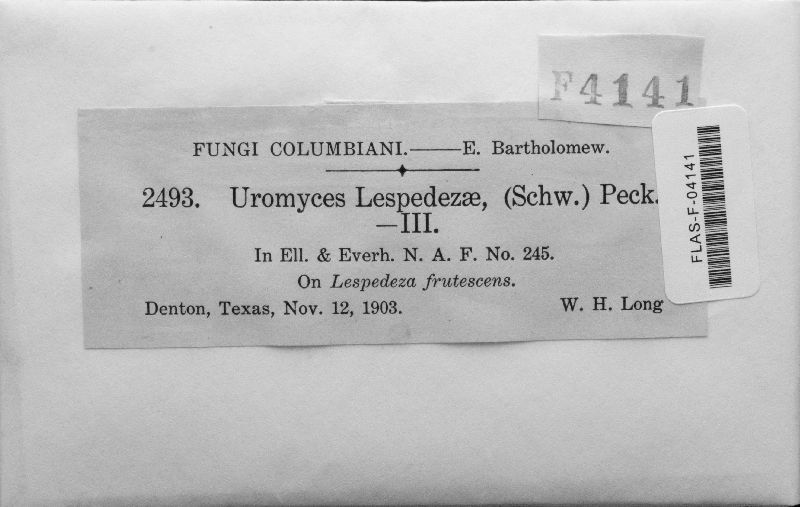 F4141
FUNGI COLUMBIANI.——E. Bartholomew.
2493. Uromyces Lespedezæ, (Schw.) Peck.
—III.
In Ell. & Everh. N. A. F. No. 245.
On Lespedeza frutescens.
Denton, Texas, Nov. 12, 1903. W. H. Long
FLAS-F-04141